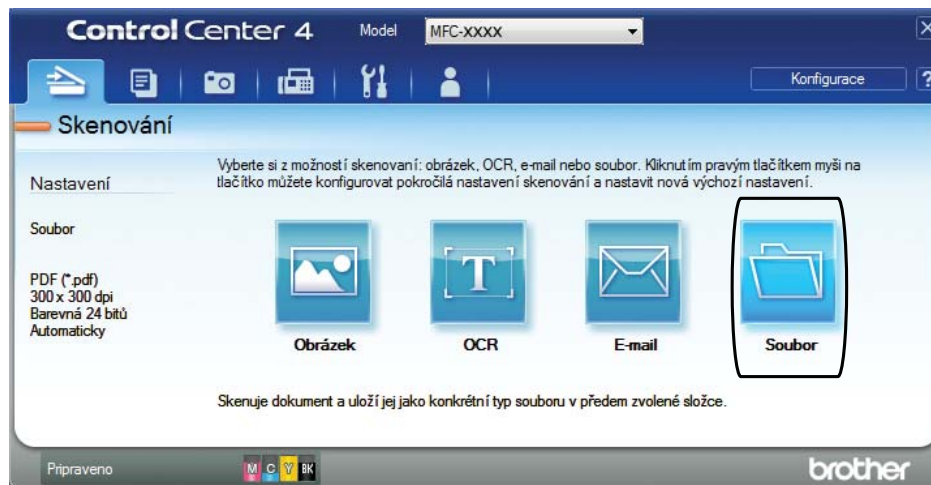 Control Center 4
Model
MFC-XXXX
X
Konfigurace
?
Skenování
Nastavení
Vyberte si z možností skenovaní: obrázek, OCR, e-mail nebo soubor. Kliknutím pravým tlačítkem myši na
tlačítko můžete konfigurovat pokročilá nastavení skenování a nastavit nová výchozí nastavení.
Soubor
PDF (*.pdf)
300 x 300 dpi
Barevná 24 bitů
Automaticky
T
Obrázek
OCR
E-mail
Soubor
Skenuje dokument a uloží jej jako konkrétní typ souboru v předem zvolené složce.
Pripraveno
M C Y BK
brother